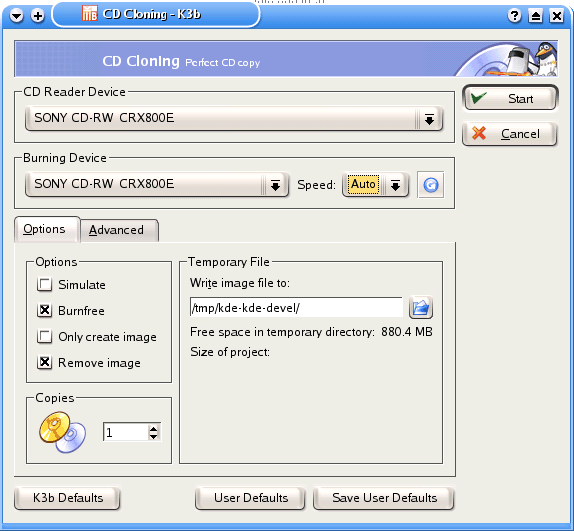 CD Cloning - K3b
CD Cloning Perfect CD copy
CD Reader Device
SONY CD-RW CRX800E
Start
Cancel
Burning Device
SONY CD-RW CRX800E Speed: Auto
Options Advanced
Options
Simulate
Burnfree
Only create image
Remove image
Temporary File
Write image file to:
/tmp/kde-kde-devel/
Free space in temporary directory: 880.4 MB
Size of project:
Copies
1
K3b Defaults User Defaults Save User Defaults